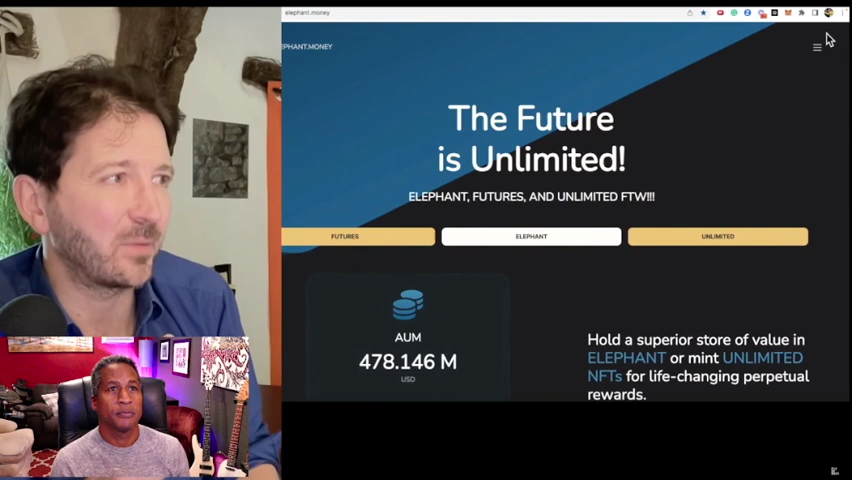 elephant.money
EPHANT.MONEY
The Future
is Unlimited!
ELEPHANT, FUTURES, AND UNLIMITED FTW!!!
FUTURES
ELEPHANT
UNLIMITED
AUM
478.146 M
USD
Hold a superior store of value in
ELEPHANT or mint UNLIMITED
NFTs for life-changing perpetual
rewards.